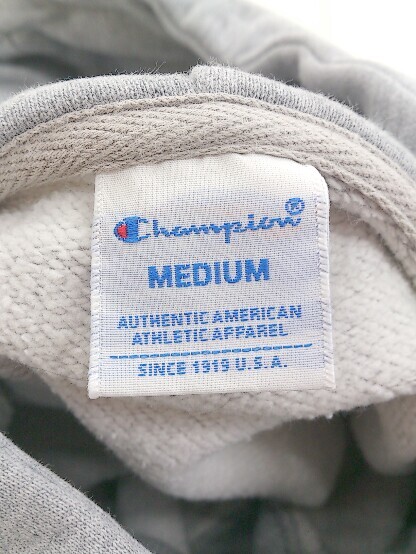 Champion®
MEDIUM
AUTHENTIC AMERICAN
ATHLETIC APPAREL
SINCE 1919 U.S.A.